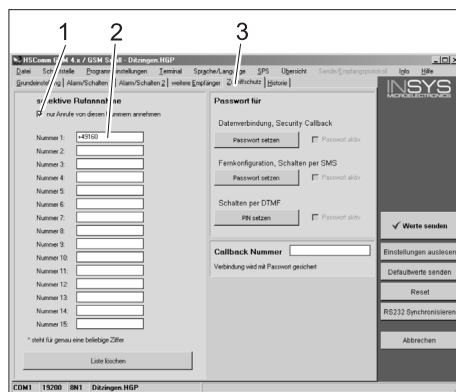 1 2 3
HSComm GSM 4.x / GSM Small - Ditzingen.HGP
Datei Schnittstelle Programmeinstellungen Terminal Sprache/Language SPS Übersicht Sende/Empfangsprotokoll Info Hilfe
Grundeinstellung Alarm/Schalten Alarm/Schalten 2 weitere Empfänger Zugriffschutz Historie
INSYS
MICROELECTRONICS
selektive Rufannahme
nur Anrufe von diesen Nummern annehmen
Nummer 1: +49160
Nummer 2:
Nummer 3:
Nummer 4:
Nummer 5:
Nummer 6:
Nummer 7:
Nummer 8:
Nummer 9:
Nummer 10:
Nummer 11:
Nummer 12:
Nummer 13:
Nummer 14:
Nummer 15:
* steht für genau eine beliebige Ziffer
Liste löschen
Passwort für
Datenverbindung, Security Callback
Passwort setzen Passwort aktiv
Fernkonfiguration, Schalten per SMS
Passwort setzen Passwort aktiv
Schalten per DTMF
PIN setzen Passwort aktiv
Callback Nummer
Verbindung wird mit Passwort gesichert
Werte senden
Einstellungen auslesen
Defaultwerte senden
Reset
RS232 Synchronisieren
Abbrechen
COM1 19200 8N1 Ditzingen.HGP